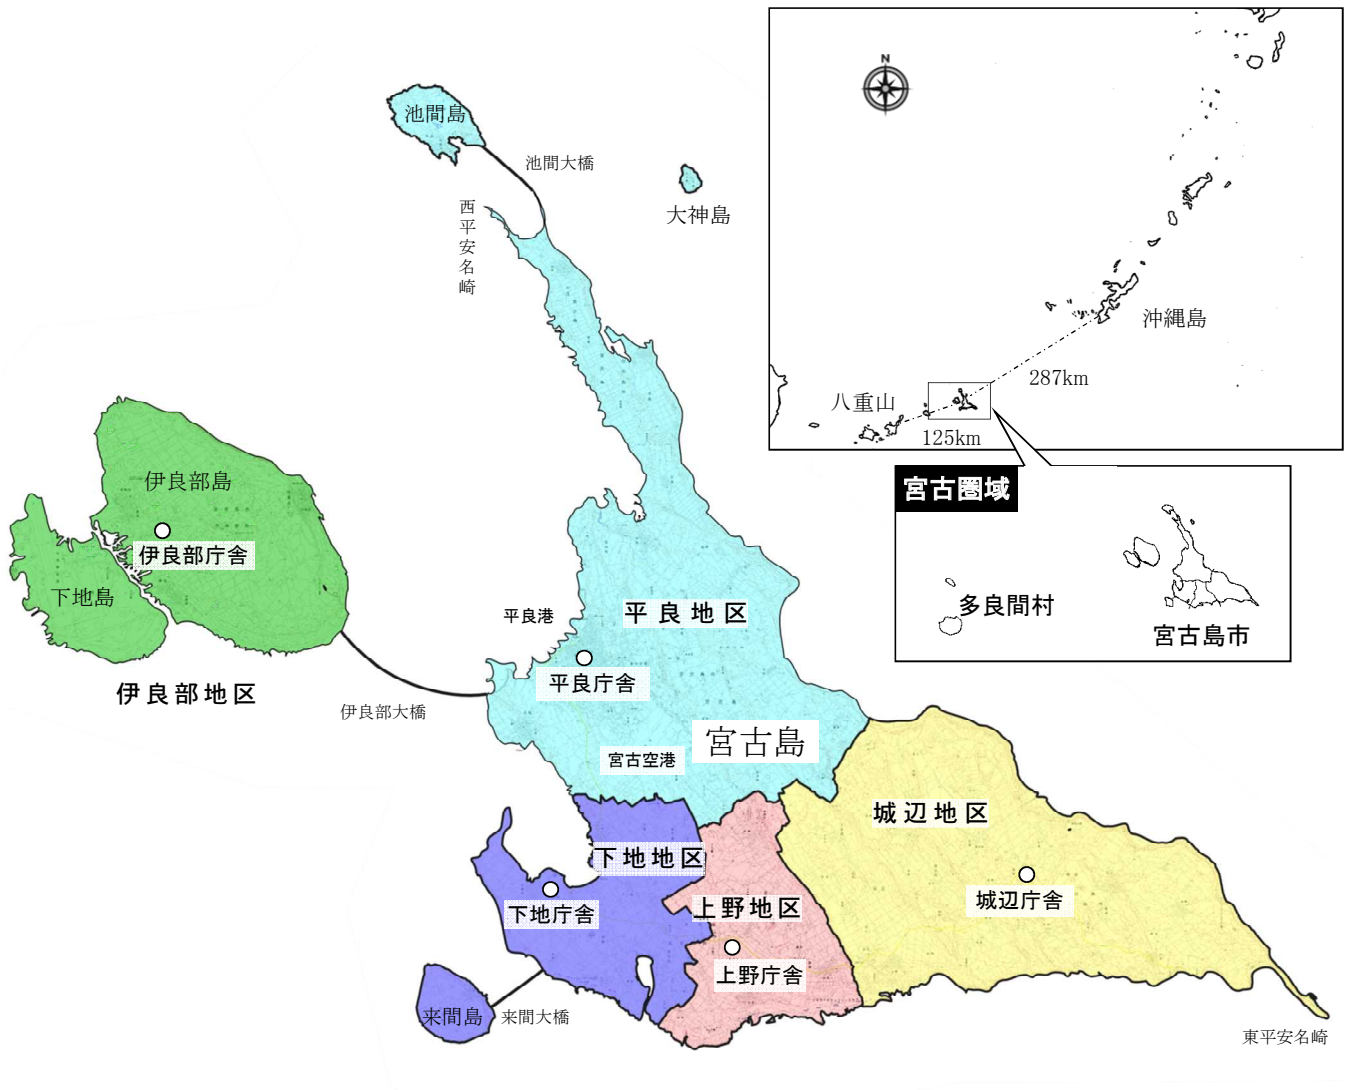 N
沖縄島
287km
八重山
125km
宮古圏域
多良間村
宮古島市
池間島
池間大橋
西平安名崎
大神島
伊良部島
伊良部庁舎
下地島
伊良部地区
伊良部大橋
平良港
平良地区
平良庁舎
宮古島
宮古空港
城辺地区
城辺庁舎
下地地区
下地庁舎
上野地区
上野庁舎
来間島
来間大橋
東平安名崎